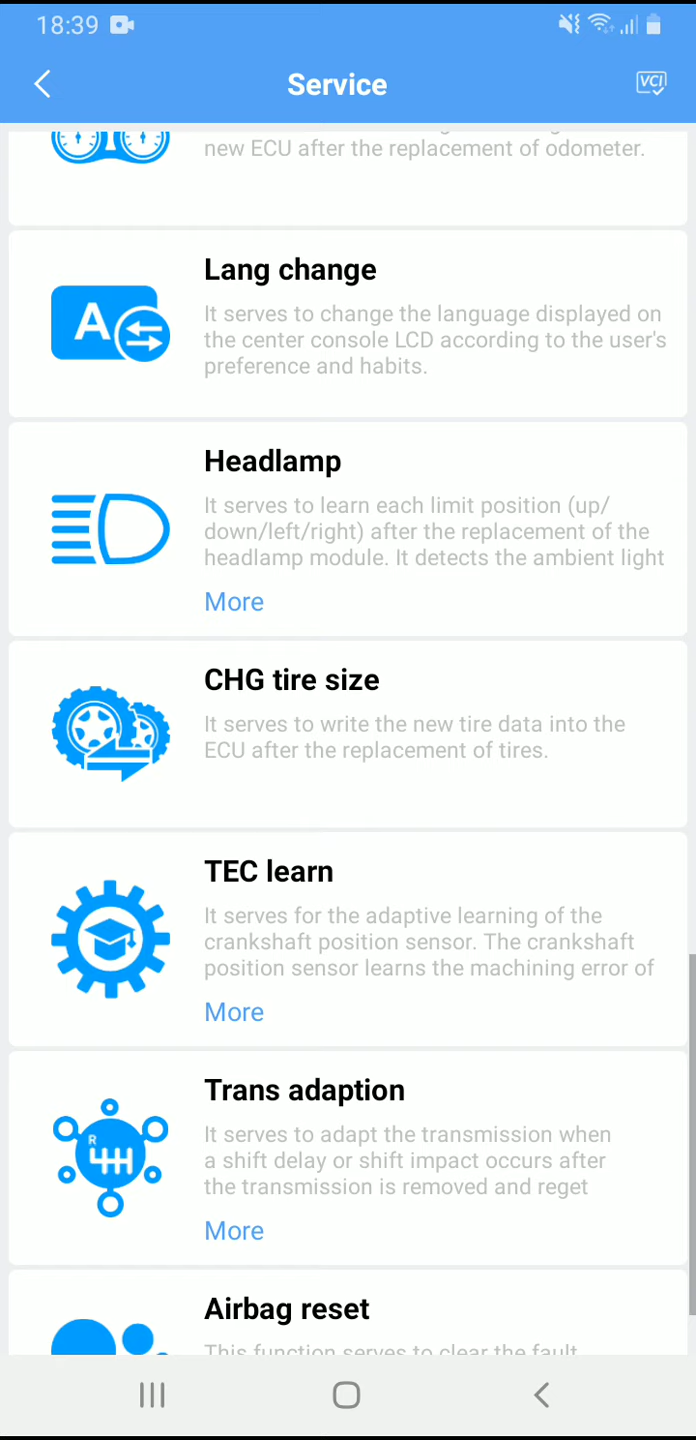 18:39
Service
VCI
new ECU after the replacement of odometer.
Lang change
It serves to change the language displayed on
the center console LCD according to the user's
preference and habits.
A
Headlamp
It serves to learn each limit position (up/
down/left/right) after the replacement of the
headlamp module. It detects the ambient light
More
CHG tire size
It serves to write the new tire data into the
ECU after the replacement of tires.
TEC learn
It serves for the adaptive learning of the
crankshaft position sensor. The crankshaft
position sensor learns the machining error of
More
Trans adaption
It serves to adapt the transmission when
a shift delay or shift impact occurs after
the transmission is removed and reget
R
More
Airbag reset
This function serves to clear the fault